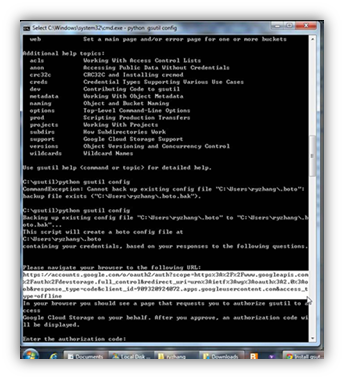 Select C:\Windows\system32\cmd.exe - python gsutil config
web Set a main page and/or error page for one or more buckets
Additional help topics:
acls Working With Access Control Lists
anon Accessing Public Data Without Credentials
crc32c CRC32C and Installing crcmod
creds Credential Types Supporting Various Use Cases
dev Contributing Code to gsutil
metadata Working With Object Metadata
naming Object and Bucket Naming
options Top-Level Command-Line Options
prod Scripting Production Transfers
projects Working With Projects
subdirs How Subdirectories Work
support Google Cloud Storage Support
versions Object Versioning and Concurrency Control
wildcards Wildcard Names
Use gsutil help <command or topic> for detailed help.
C:\gsutil>python gsutil config
CommandException: Cannot back up existing config file "C:\Users\ryzhang\.boto":
backup file exists ("C:\Users\ryzhang\.boto.bak").
C:\gsutil>python gsutil config
Backing up existing config file "C:\Users\ryzhang\.boto" to "C:\Users\ryzhang\.b
oto.bak"...
This script will create a boto config file at
C:\Users\ryzhang\.boto
containing your credentials, based on your responses to the following questions.
Please navigate your browser to the following URL:
https://accounts.google.com/o/oauth2/auth?scope=https%3A%2F%2Fwww.googleapis.com
%2Fauth%2Fdevstorage.full_control&redirect_uri=urn%3Aietf%3Awg%3Aoauth%3A2.0%3Ao
ob&response_type=code&client_id=909320924072.apps.googleusercontent.com&access_t
ype=offline
In your browser you should see a page that requests you to authorize gsutil to a
ccess
Google Cloud Storage on your behalf. After you approve, an authorization code wi
ll be displayed.
Enter the authorization code:
Documents Local Disk ryzhang Downloads Install gsut